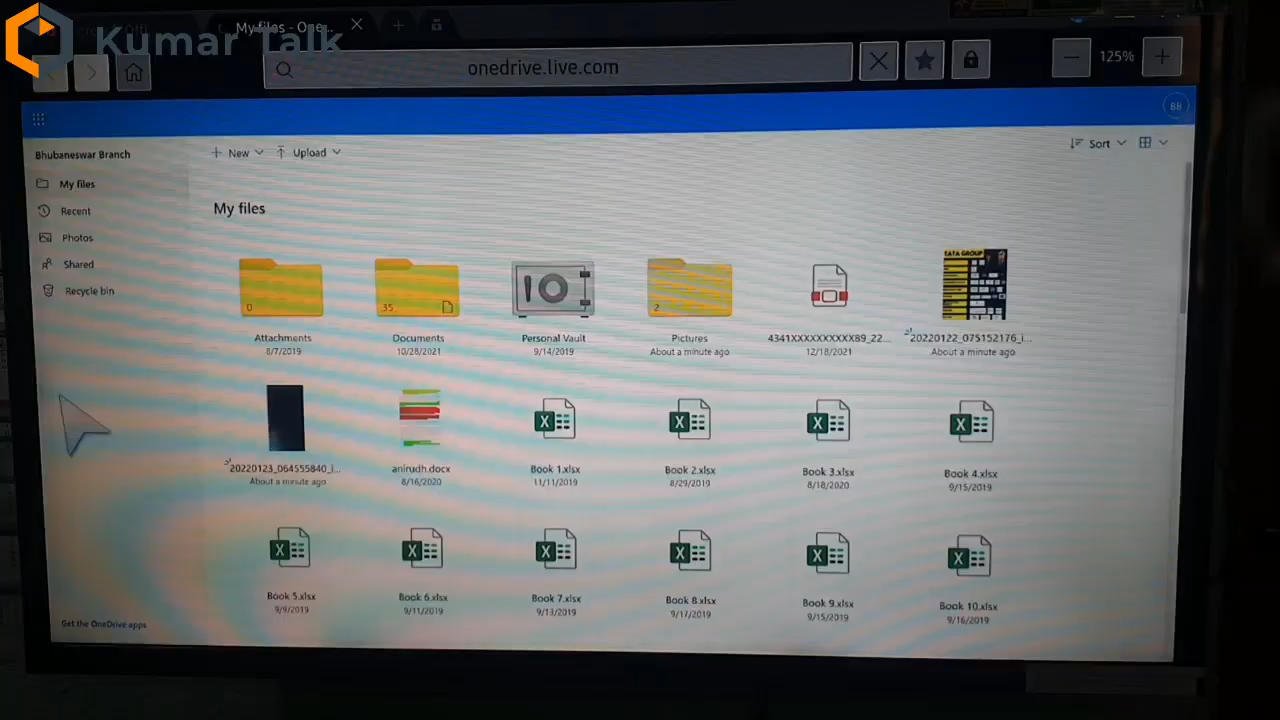 Kumar Talk
My files - One...
onedrive.live.com
125%
BB
Bhubaneswar Branch
New
Upload
Sort
My files
Recent
Photos
Shared
Recycle bin
Get the OneDrive apps
My files
0
35
2
TATA GROUP
Attachments
Documents
Personal Vault
Pictures
4341XXXXXXXXXX89_22...
20220122_075152176_i...
8/7/2019
10/28/2021
9/14/2019
About a minute ago
12/18/2021
About a minute ago
20220123_064555840_i...
anirudh.docx
Book 1.xlsx
Book 2.xlsx
Book 3.xlsx
Book 4.xlsx
About a minute ago
8/16/2020
11/11/2019
8/29/2019
8/18/2020
9/15/2019
Book 5.xlsx
Book 6.xlsx
Book 7.xlsx
Book 8.xlsx
Book 9.xlsx
Book 10.xlsx
9/9/2019
9/11/2019
9/13/2019
9/17/2019
9/15/2019
9/16/2019